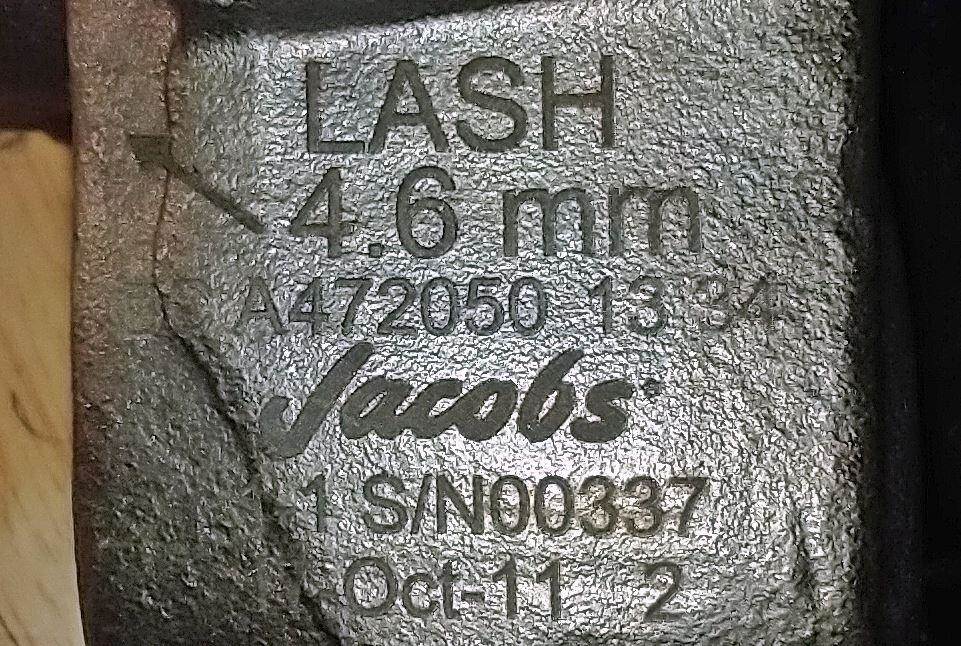 LASH
4.6 mm
A472050 13 34
Jacobs®
1 S/N00337
Oct-11 2